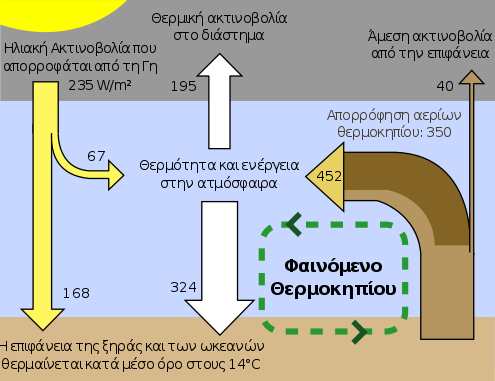 Ηλιακή Ακτινοβολία που
απορροφάται από τη Γη
235 W/m²
Θερμική ακτινοβολία
στο διάστημα
195
Άμεση ακτινοβολία
από την επιφάνεια
40
Απορρόφηση αερίων
θερμοκηπίου: 350
67
Θερμότητα και ενέργεια
στην ατμόσφαιρα
452
168
324
Φαινόμενο
Θερμοκηπίου
Η επιφάνεια της ξηράς και των ωκεανών
θερμαίνεται κατά μέσο όρο στους 14°C